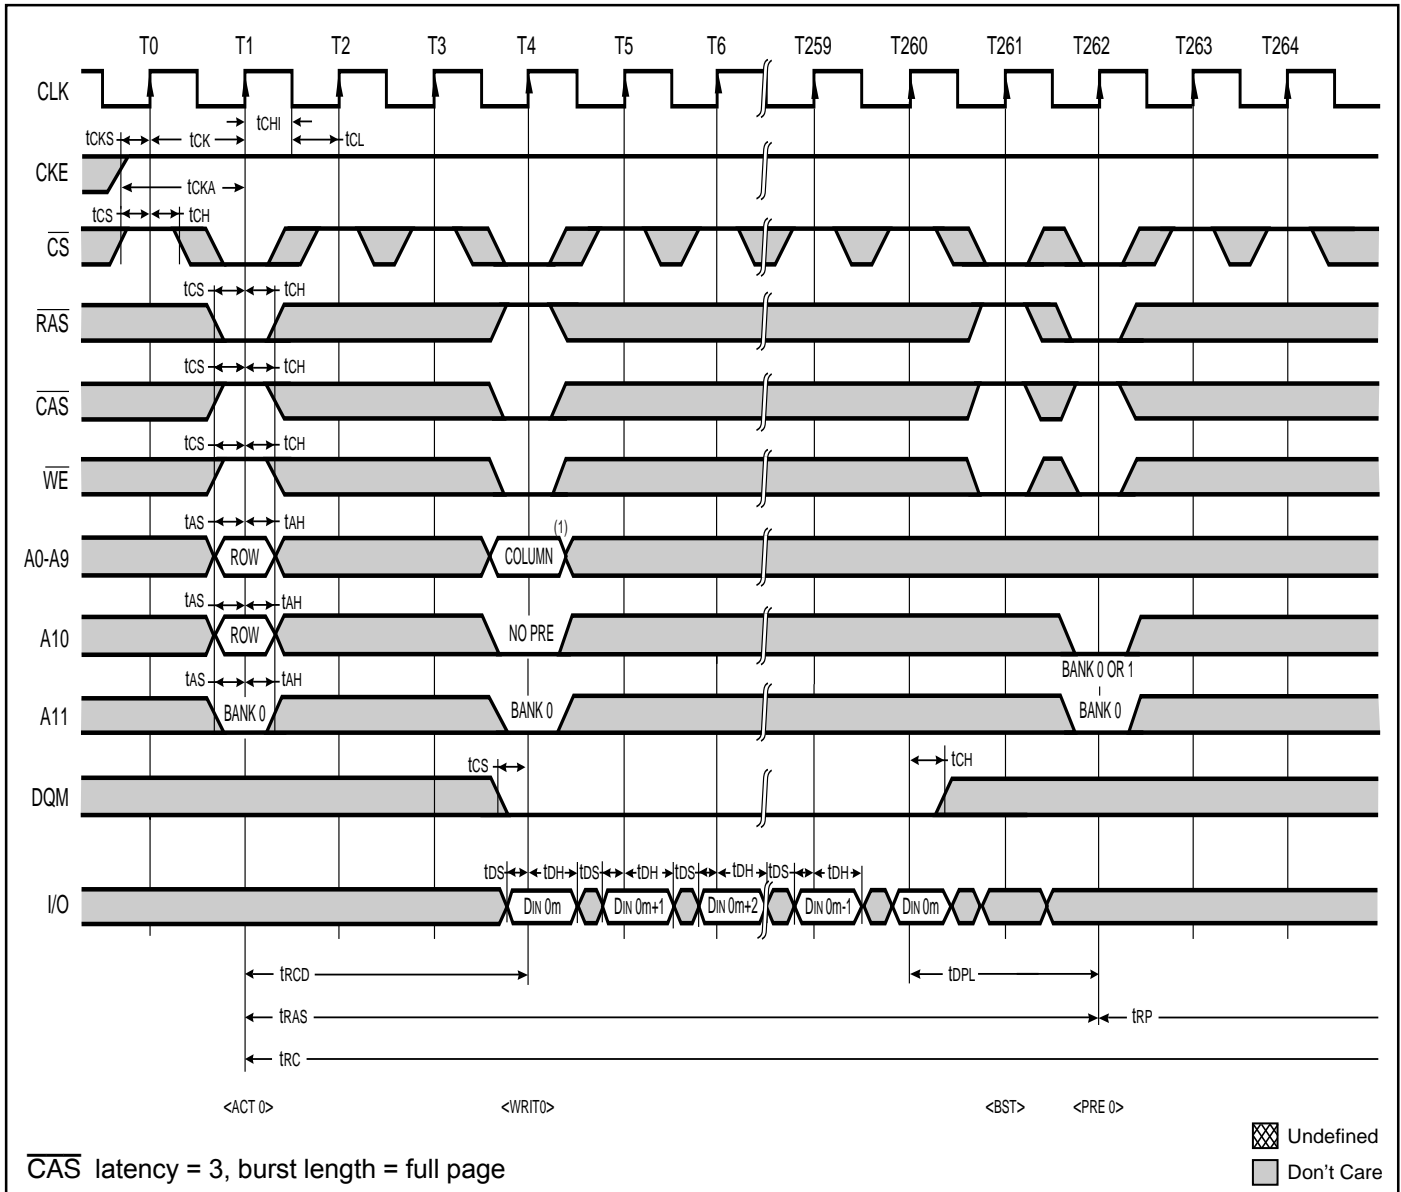 T0 T1 T2 T3 T4 T5 T6 T259 T260 T261 T262 T263 T264
CLK
tCHI
tCKS tCK tCL
CKE
tCKA
tCS tCH
CS
tCS tCH
RAS
tCS tCH
CAS
tCS tCH
WE
tAS tAH (1)
A0-A9 ROW COLUMN
tAS tAH
A10 ROW NO PRE
BANK 0 OR 1
tAS tAH
A11 BANK 0 BANK 0 BANK 0
tCS tCH
DQM
tDS tDH tDS tDH tDS tDH tDS tDH
I/O DIN 0m DIN 0m+1 DIN 0m+2 DIN 0m-1 DIN 0m
tRCD tDPL
tRAS tRP
tRC
<ACT 0> <WRIT0> <BST> <PRE 0>
Undefined
CAS latency = 3, burst length = full page
Don't Care